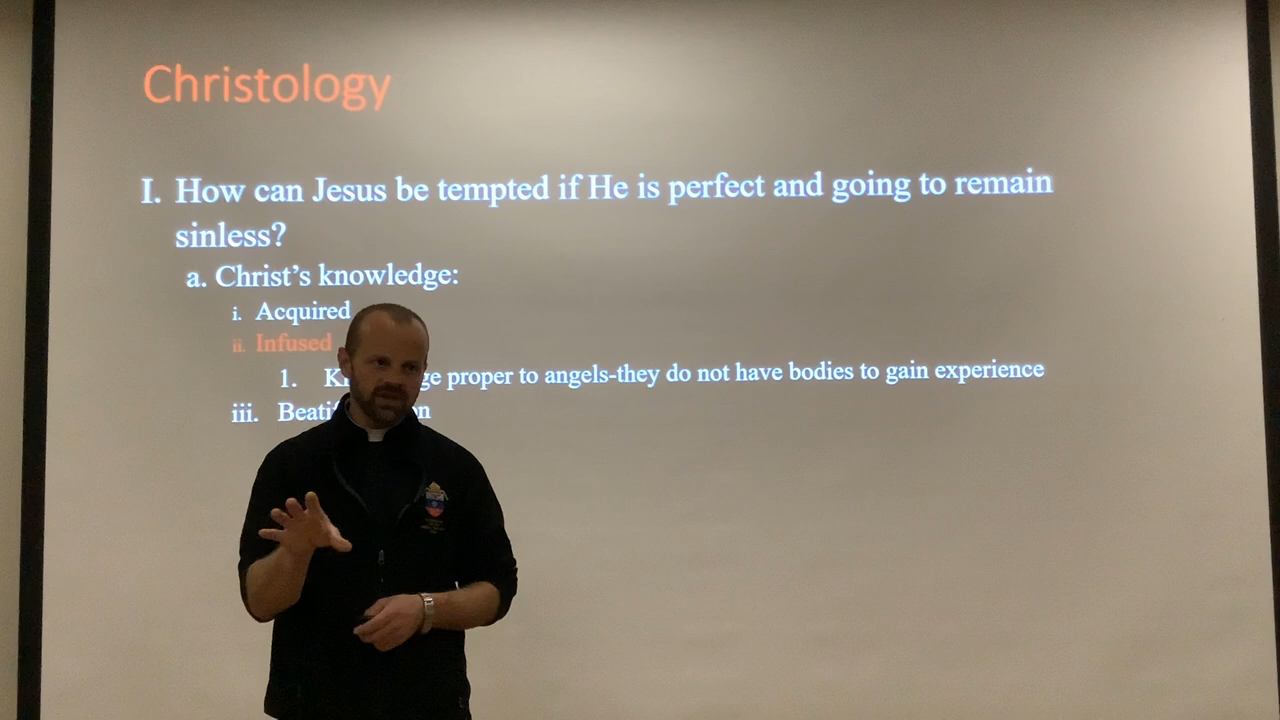 Christology
I. How can Jesus be tempted if He is perfect and going to remain
sinless?
a. Christ's knowledge:
i. Acquired
ii. Infused
1. proper to angels-they do not have bodies to gain experience
iii.